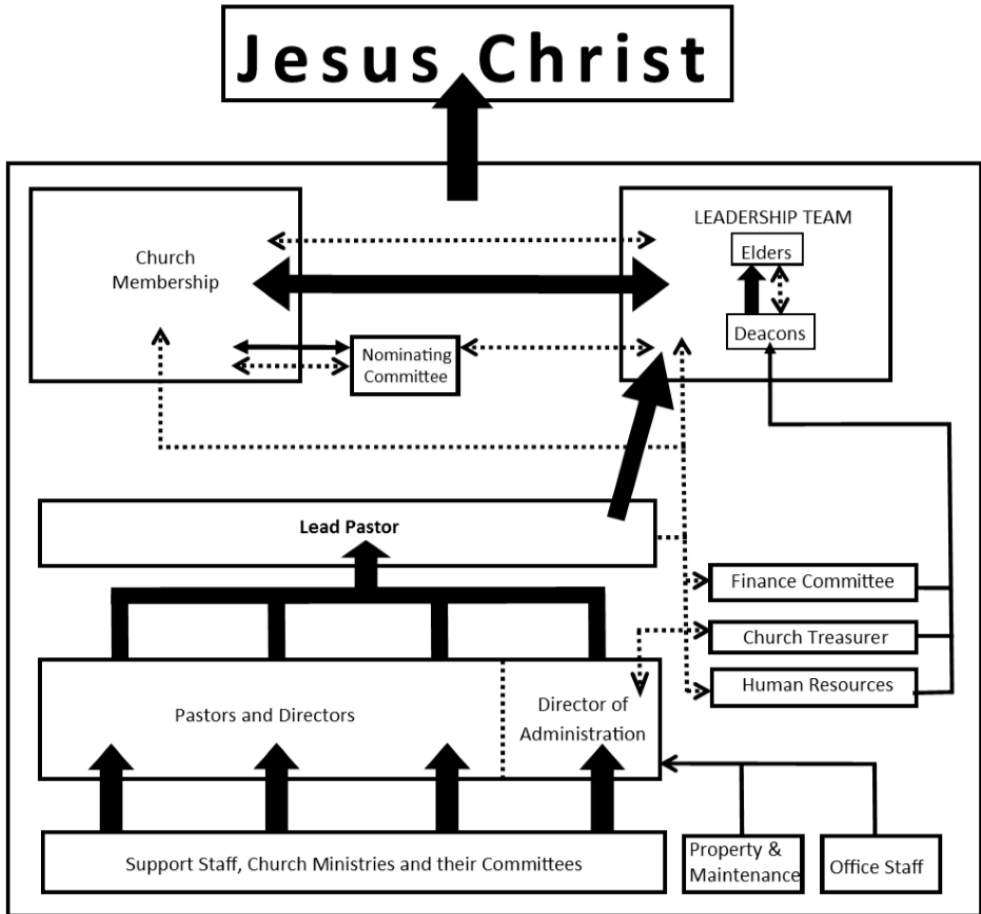 Jesus Christ
Church
Membership
LEADERSHIP TEAM
Elders
Deacons
Nominating
Committee
Lead Pastor
Finance Committee
Church Treasurer
Human Resources
Pastors and Directors
Director of
Administration
Support Staff, Church Ministries and their Committees
Property &
Maintenance
Office Staff